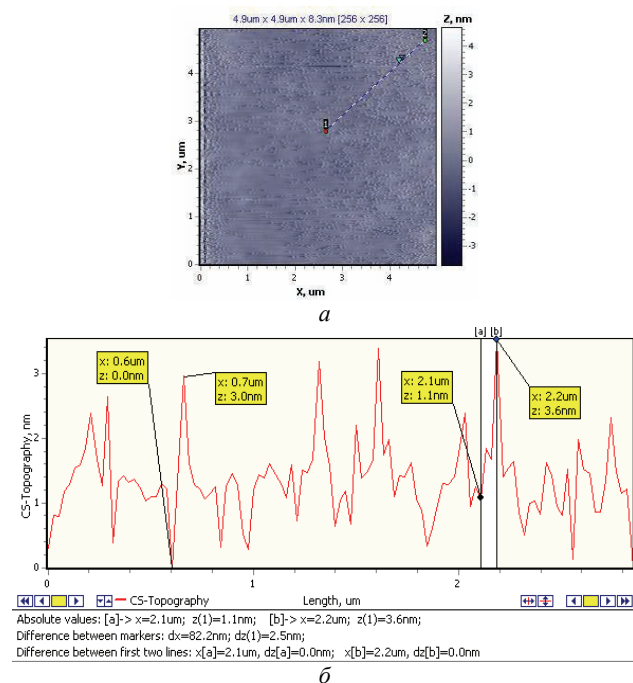 4.9um x 4.9um x 8.3nm [256 x 256]
Z, nm
Y, um
4
3
2
1
0
4
3
2
1
0
-1
-2
-3
1
2
0 1 2 3 4
X, um
а
[a] [b]
CS-Topography, nm
3
2
1
0
x: 0.6um
z: 0.0nm
x: 0.7um
z: 3.0nm
x: 2.1um
z: 1.1nm
x: 2.2um
z: 3.6nm
0 1 2
CS-Topography Length, um
Absolute values: [a]-> x=2.1um; z(1)=1.1nm; [b]-> x=2.2um; z(1)=3.6nm;
Difference between markers: dx=82.2nm; dz(1)=2.5nm;
Difference between first two lines: x[a]=2.1um, dz[a]=0.0nm; x[b]=2.2um, dz[b]=0.0nm
б